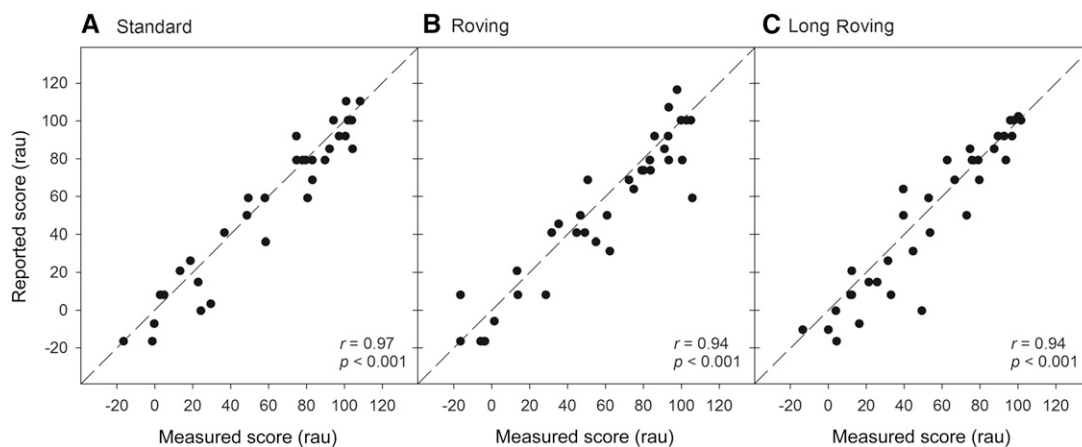 A Standard
B Roving
C Long Roving
Reported score (rau)
120
100
80
60
40
20
0
-20
r = 0.97
p < 0.001
r = 0.94
p < 0.001
r = 0.94
p < 0.001
-20 0 20 40 60 80 100 120
-20 0 20 40 60 80 100 120
-20 0 20 40 60 80 100 120
Measured score (rau)
Measured score (rau)
Measured score (rau)